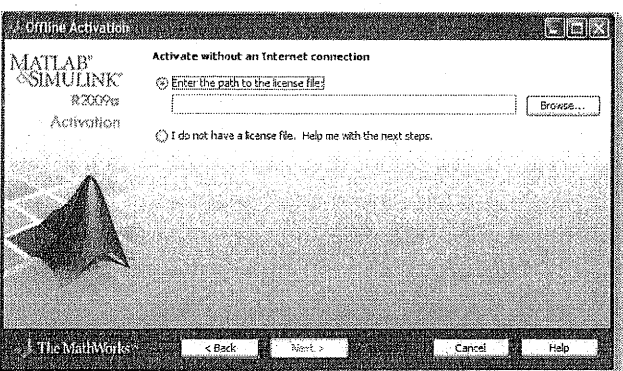 Offline Activation
MATLAB®
&SIMULINK®
R2009a
Activation
Activate without an Internet connection
Enter the path to the license file:
Browse...
I do not have a license file. Help me with the next steps.
The MathWorks
< Back
Next >
Cancel
Help